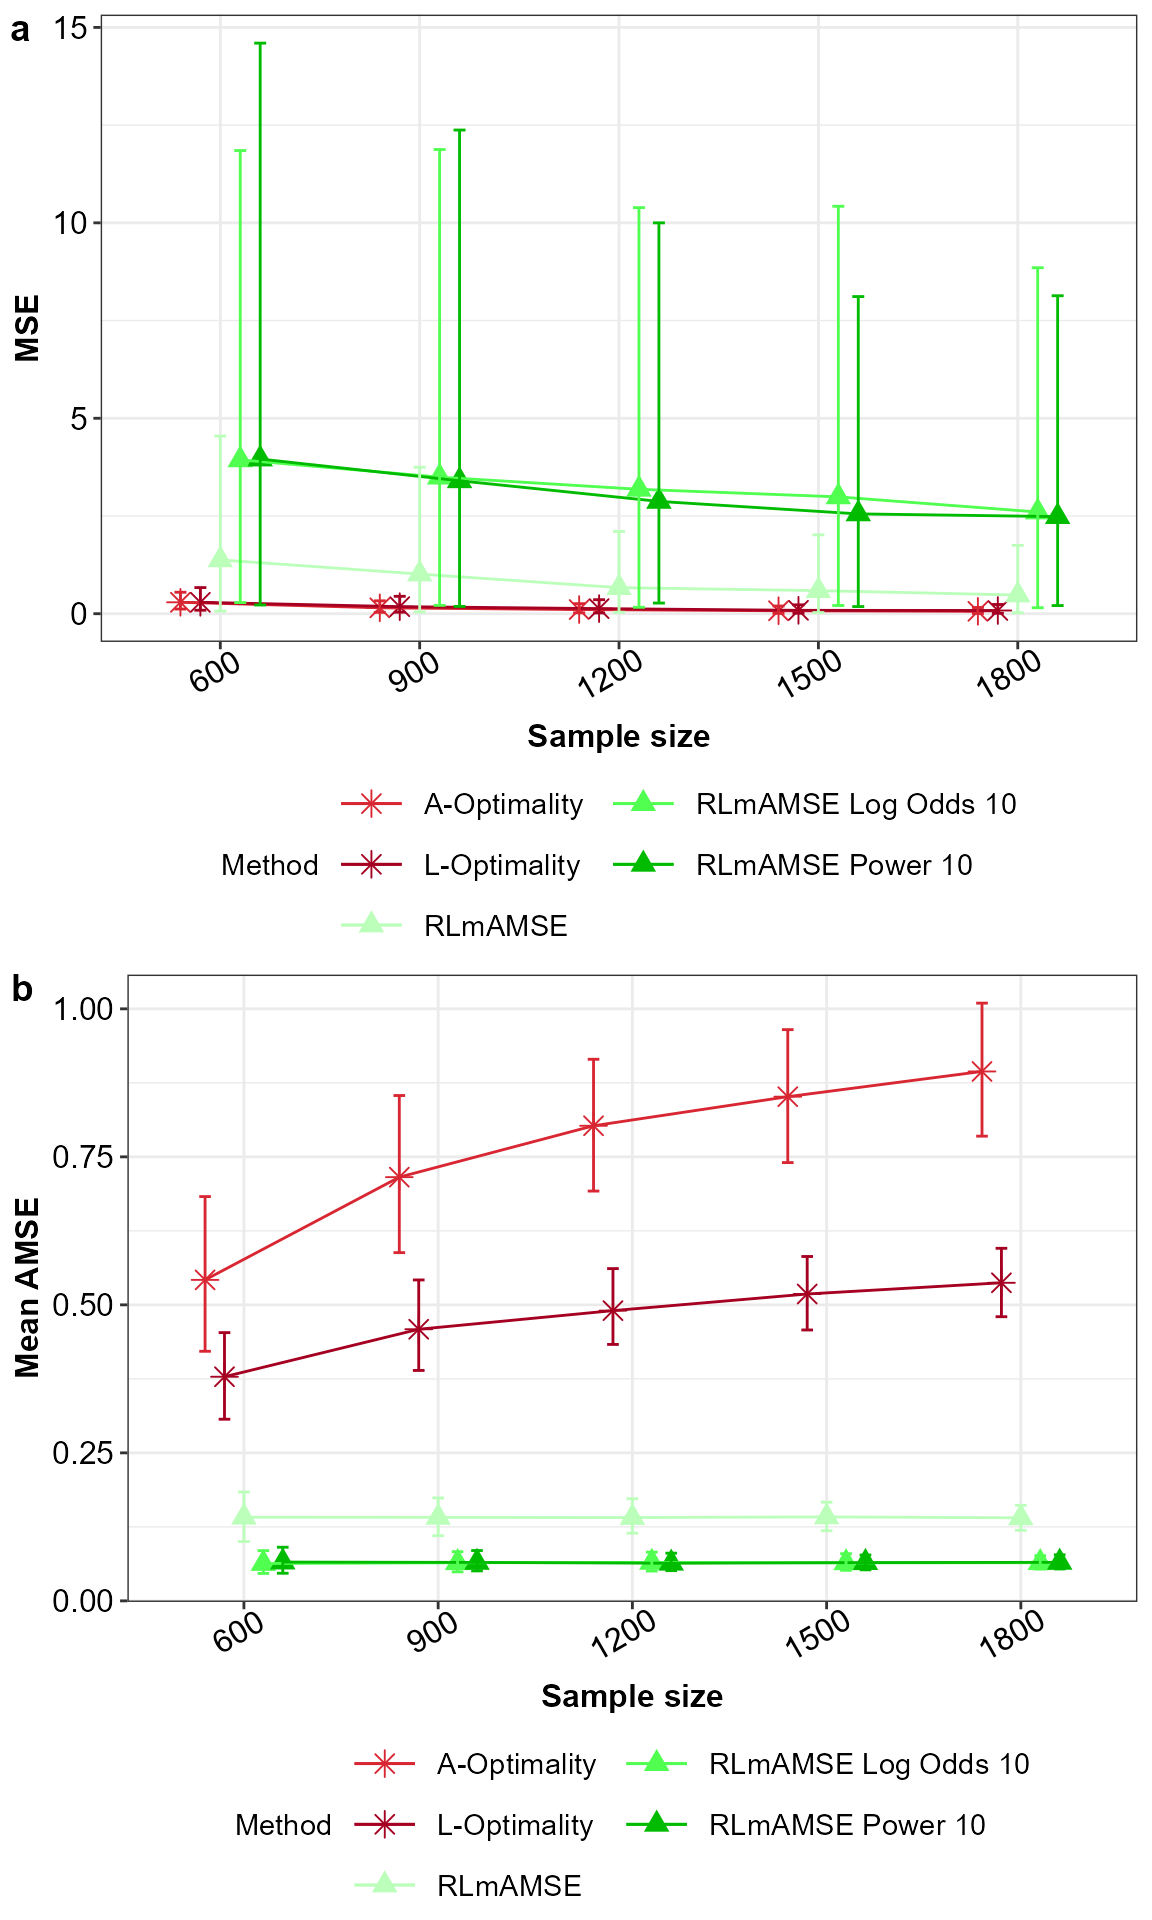 a
15
10
5
0
MSE
600 900 1200 1500 1800
Sample size
A-Optimality RLmAMSE Log Odds 10
Method L-Optimality RLmAMSE Power 10
RLmAMSE
b
1.00
0.75
0.50
0.25
0.00
Mean AMSE
600 900 1200 1500 1800
Sample size
A-Optimality RLmAMSE Log Odds 10
Method L-Optimality RLmAMSE Power 10
RLmAMSE